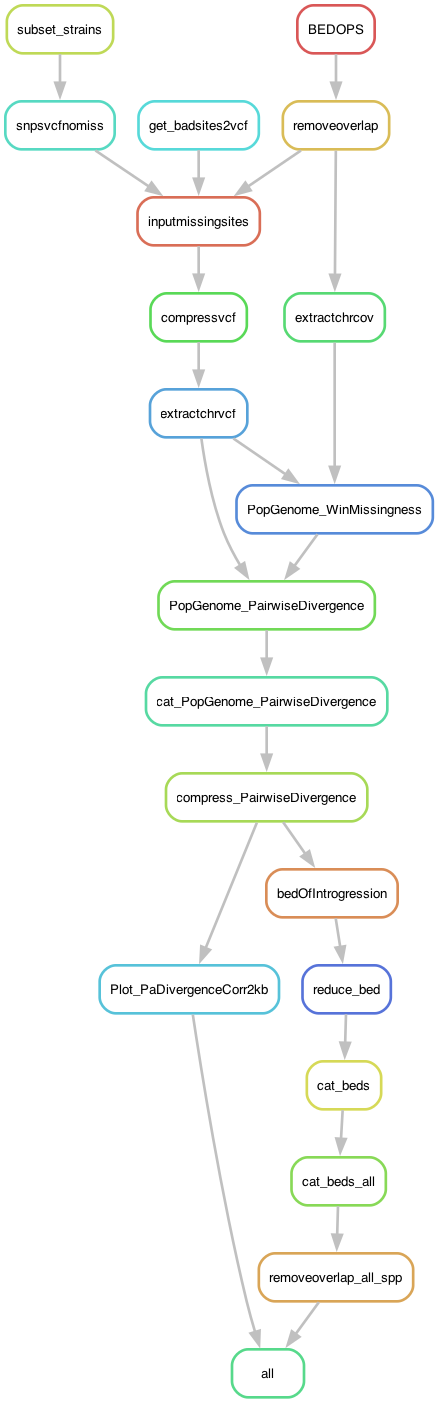 subset_strains
BEDOPS
snpsvcfnomiss
get_badsites2vcf
removeoverlap
inputmissingsites
compressvcf
extractchrcov
extractchrvcf
PopGenome_WinMissingness
PopGenome_PairwiseDivergence
cat_PopGenome_PairwiseDivergence
compress_PairwiseDivergence
bedOfIntrogression
Plot_PaDivergenceCorr2kb
reduce_bed
cat_beds
cat_beds_all
removeoverlap_all_spp
all